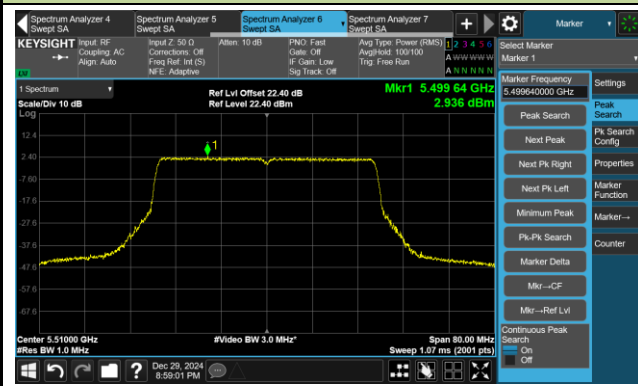 Spectrum Analyzer 4
Swept SA
Spectrum Analyzer 5
Swept SA
Spectrum Analyzer 6
Swept SA
Spectrum Analyzer 7
Swept SA
Marker
KEYSIGHT
Input: RF
Coupling: AC
Align: Auto
Input Z: 50 Ω
Corrections: Off
Freq Ref: Int (S)
NFE: Adaptive
Atten: 10 dB
PNO: Fast
Gate: Off
IF Gain: Low
Sig Track: Off
Avg Type: Power (RMS)
Avg|Hold: 100/100
Trig: Free Run
1 2 3 4 5 6
A W W W W W
A N N N N N
LVI
Select Marker
Marker 1
1 Spectrum
Scale/Div 10 dB
Log
Ref Lvl Offset 22.40 dB
Ref Level 22.40 dBm
Mkr1 5.499 64 GHz
2.936 dBm
12.4
2.40
-7.60
-17.6
-27.6
-37.6
-47.6
-57.6
-67.6
1
Center 5.51000 GHz
#Res BW 1.0 MHz
#Video BW 3.0 MHz*
Span 80.00 MHz
Sweep 1.07 ms (2001 pts)
Marker Frequency
5.499640000 GHz
Peak Search
Next Peak
Next Pk Right
Next Pk Left
Minimum Peak
Pk-Pk Search
Marker Delta
Mkr→CF
Mkr→Ref Lvl
Continuous Peak
Search
On
Off
Settings
Peak
Search
Pk Search
Config
Properties
Marker
Function
Marker→
Counter
Dec 29, 2024
8:59:01 PM